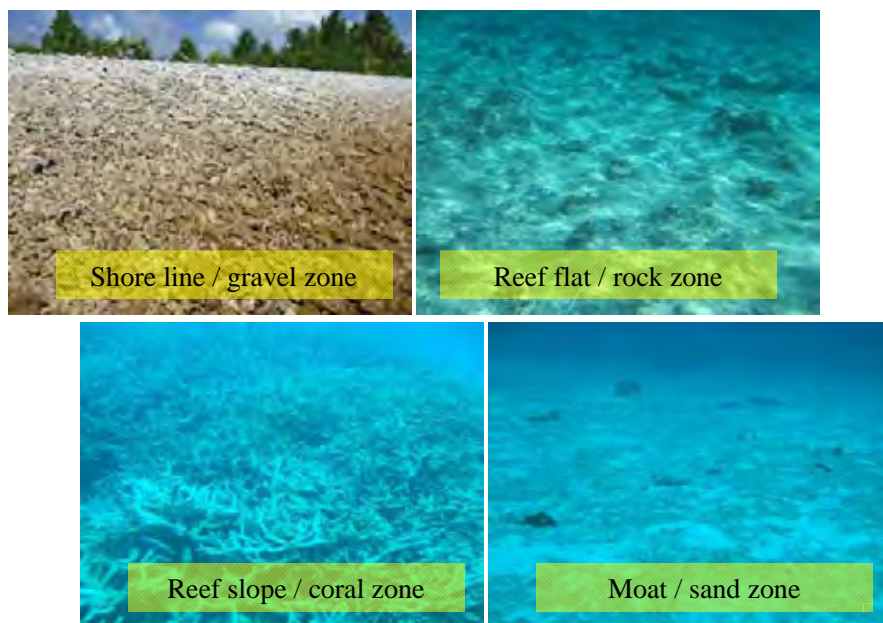 Shore line / gravel zone
Reef flat / rock zone
Reef slope / coral zone
Moat / sand zone